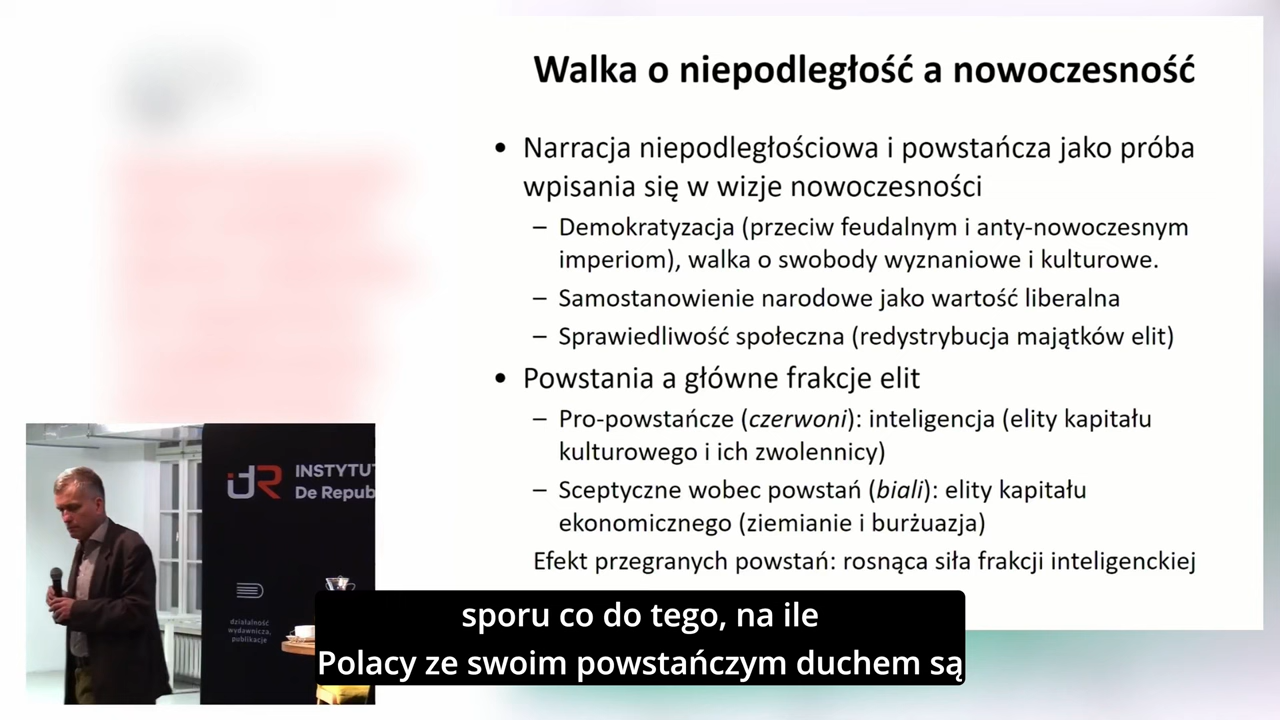 Walka o niepodległość a nowoczesność
• Narracja niepodległościowa i powstańcza jako próba
wpisania się w wizje nowoczesności
– Demokratyzacja (przeciw feudalnym i anty-nowoczesnym
imperiom), walka o swobody wyznaniowe i kulturowe.
– Samostanowienie narodowe jako wartość liberalna
– Sprawiedliwość społeczna (redystrybucja majątków elit)
• Powstania a główne frakcje elit
– Pro-powstańcze (czerwoni): inteligencja (elity kapitału
kulturowego i ich zwolennicy)
– Sceptyczne wobec powstań (biali): elity kapitału
ekonomicznego (ziemianie i burżuazja)
Efekt przegranych powstań: rosnąca siła frakcji inteligenckiej
idR
INSTYTUT
De Repub
działalność
wydawnicza,
publikacje
sporu co do tego, na ile
Polacy ze swoim powstańczym duchem są